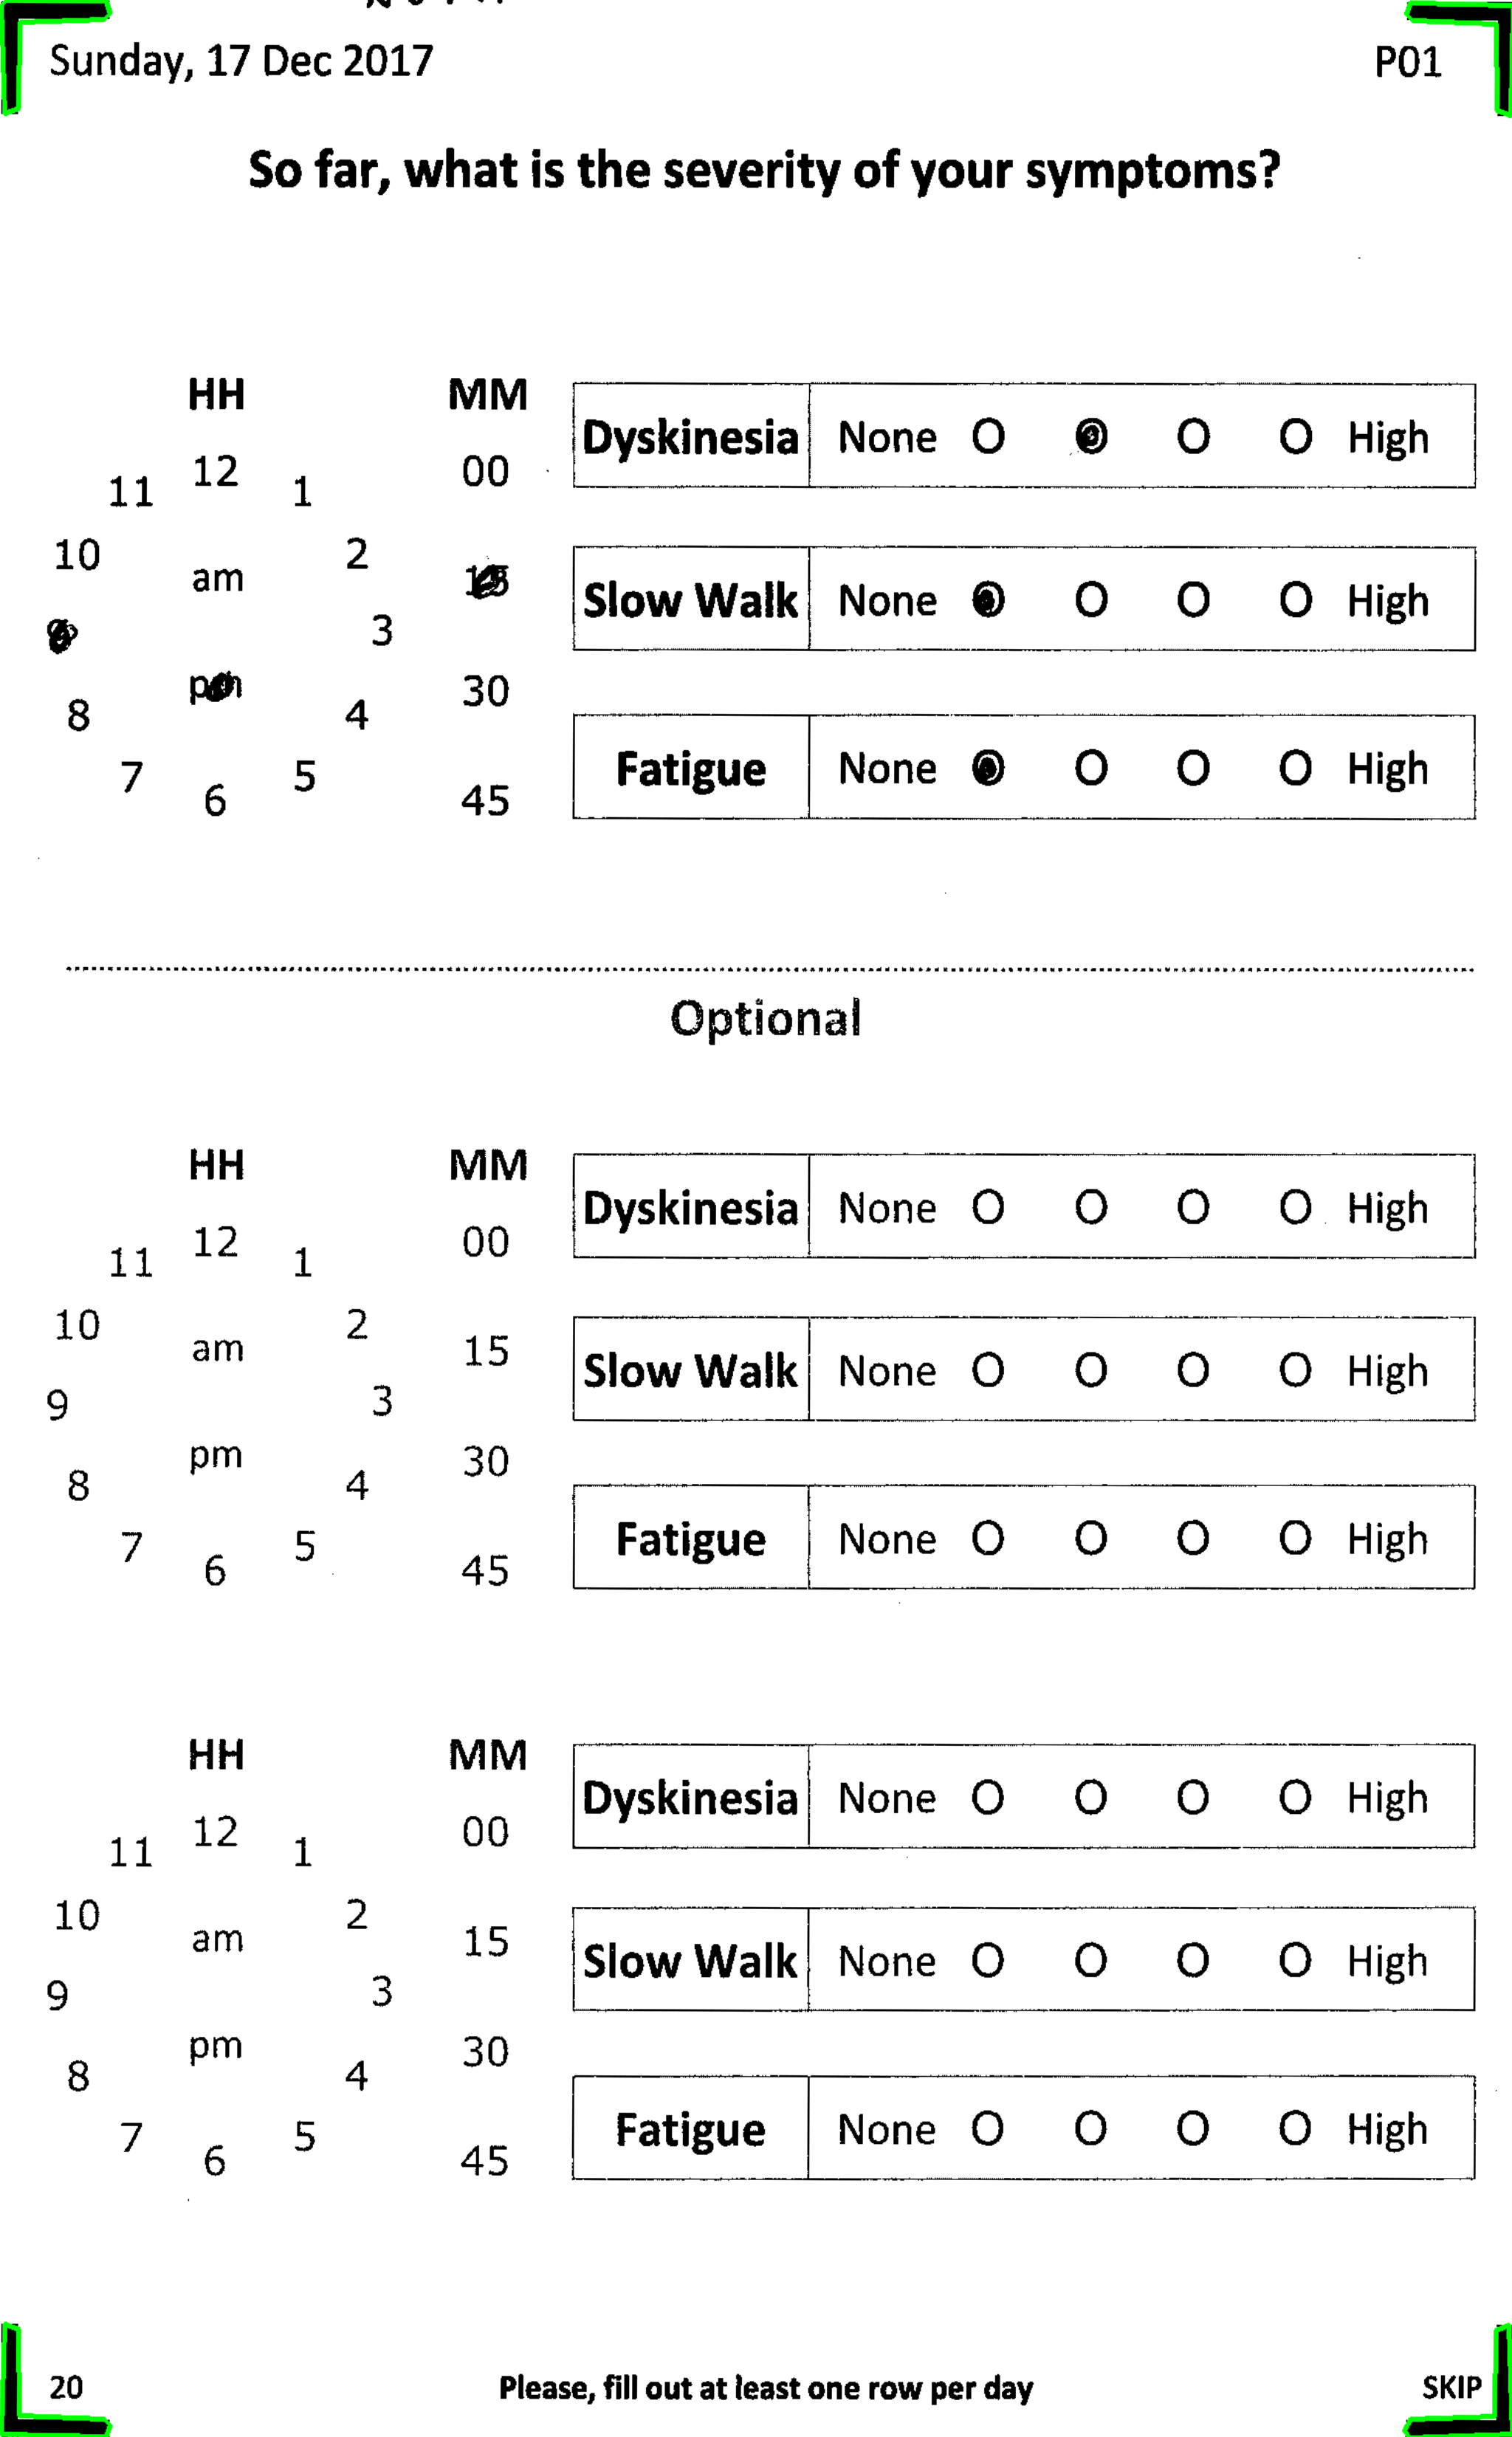 Sunday, 17 Dec 2017 P01
So far, what is the severity of your symptoms?
HH MM
11 12 1 00
10 am 2 15
9 3
pm 30
8 4
7 6 5 45
Dyskinesia None O O O O High
Slow Walk None O O O O High
Fatigue None O O O O High
Optional
HH MM
11 12 1 00
10 am 2 15
9 3
pm 30
8 4
7 6 5 45
Dyskinesia None O O O O High
Slow Walk None O O O O High
Fatigue None O O O O High
HH MM
11 12 1 00
10 am 2 15
9 3
pm 30
8 4
7 6 5 45
Dyskinesia None O O O O High
Slow Walk None O O O O High
Fatigue None O O O O High
20 Please, fill out at least one row per day SKIP